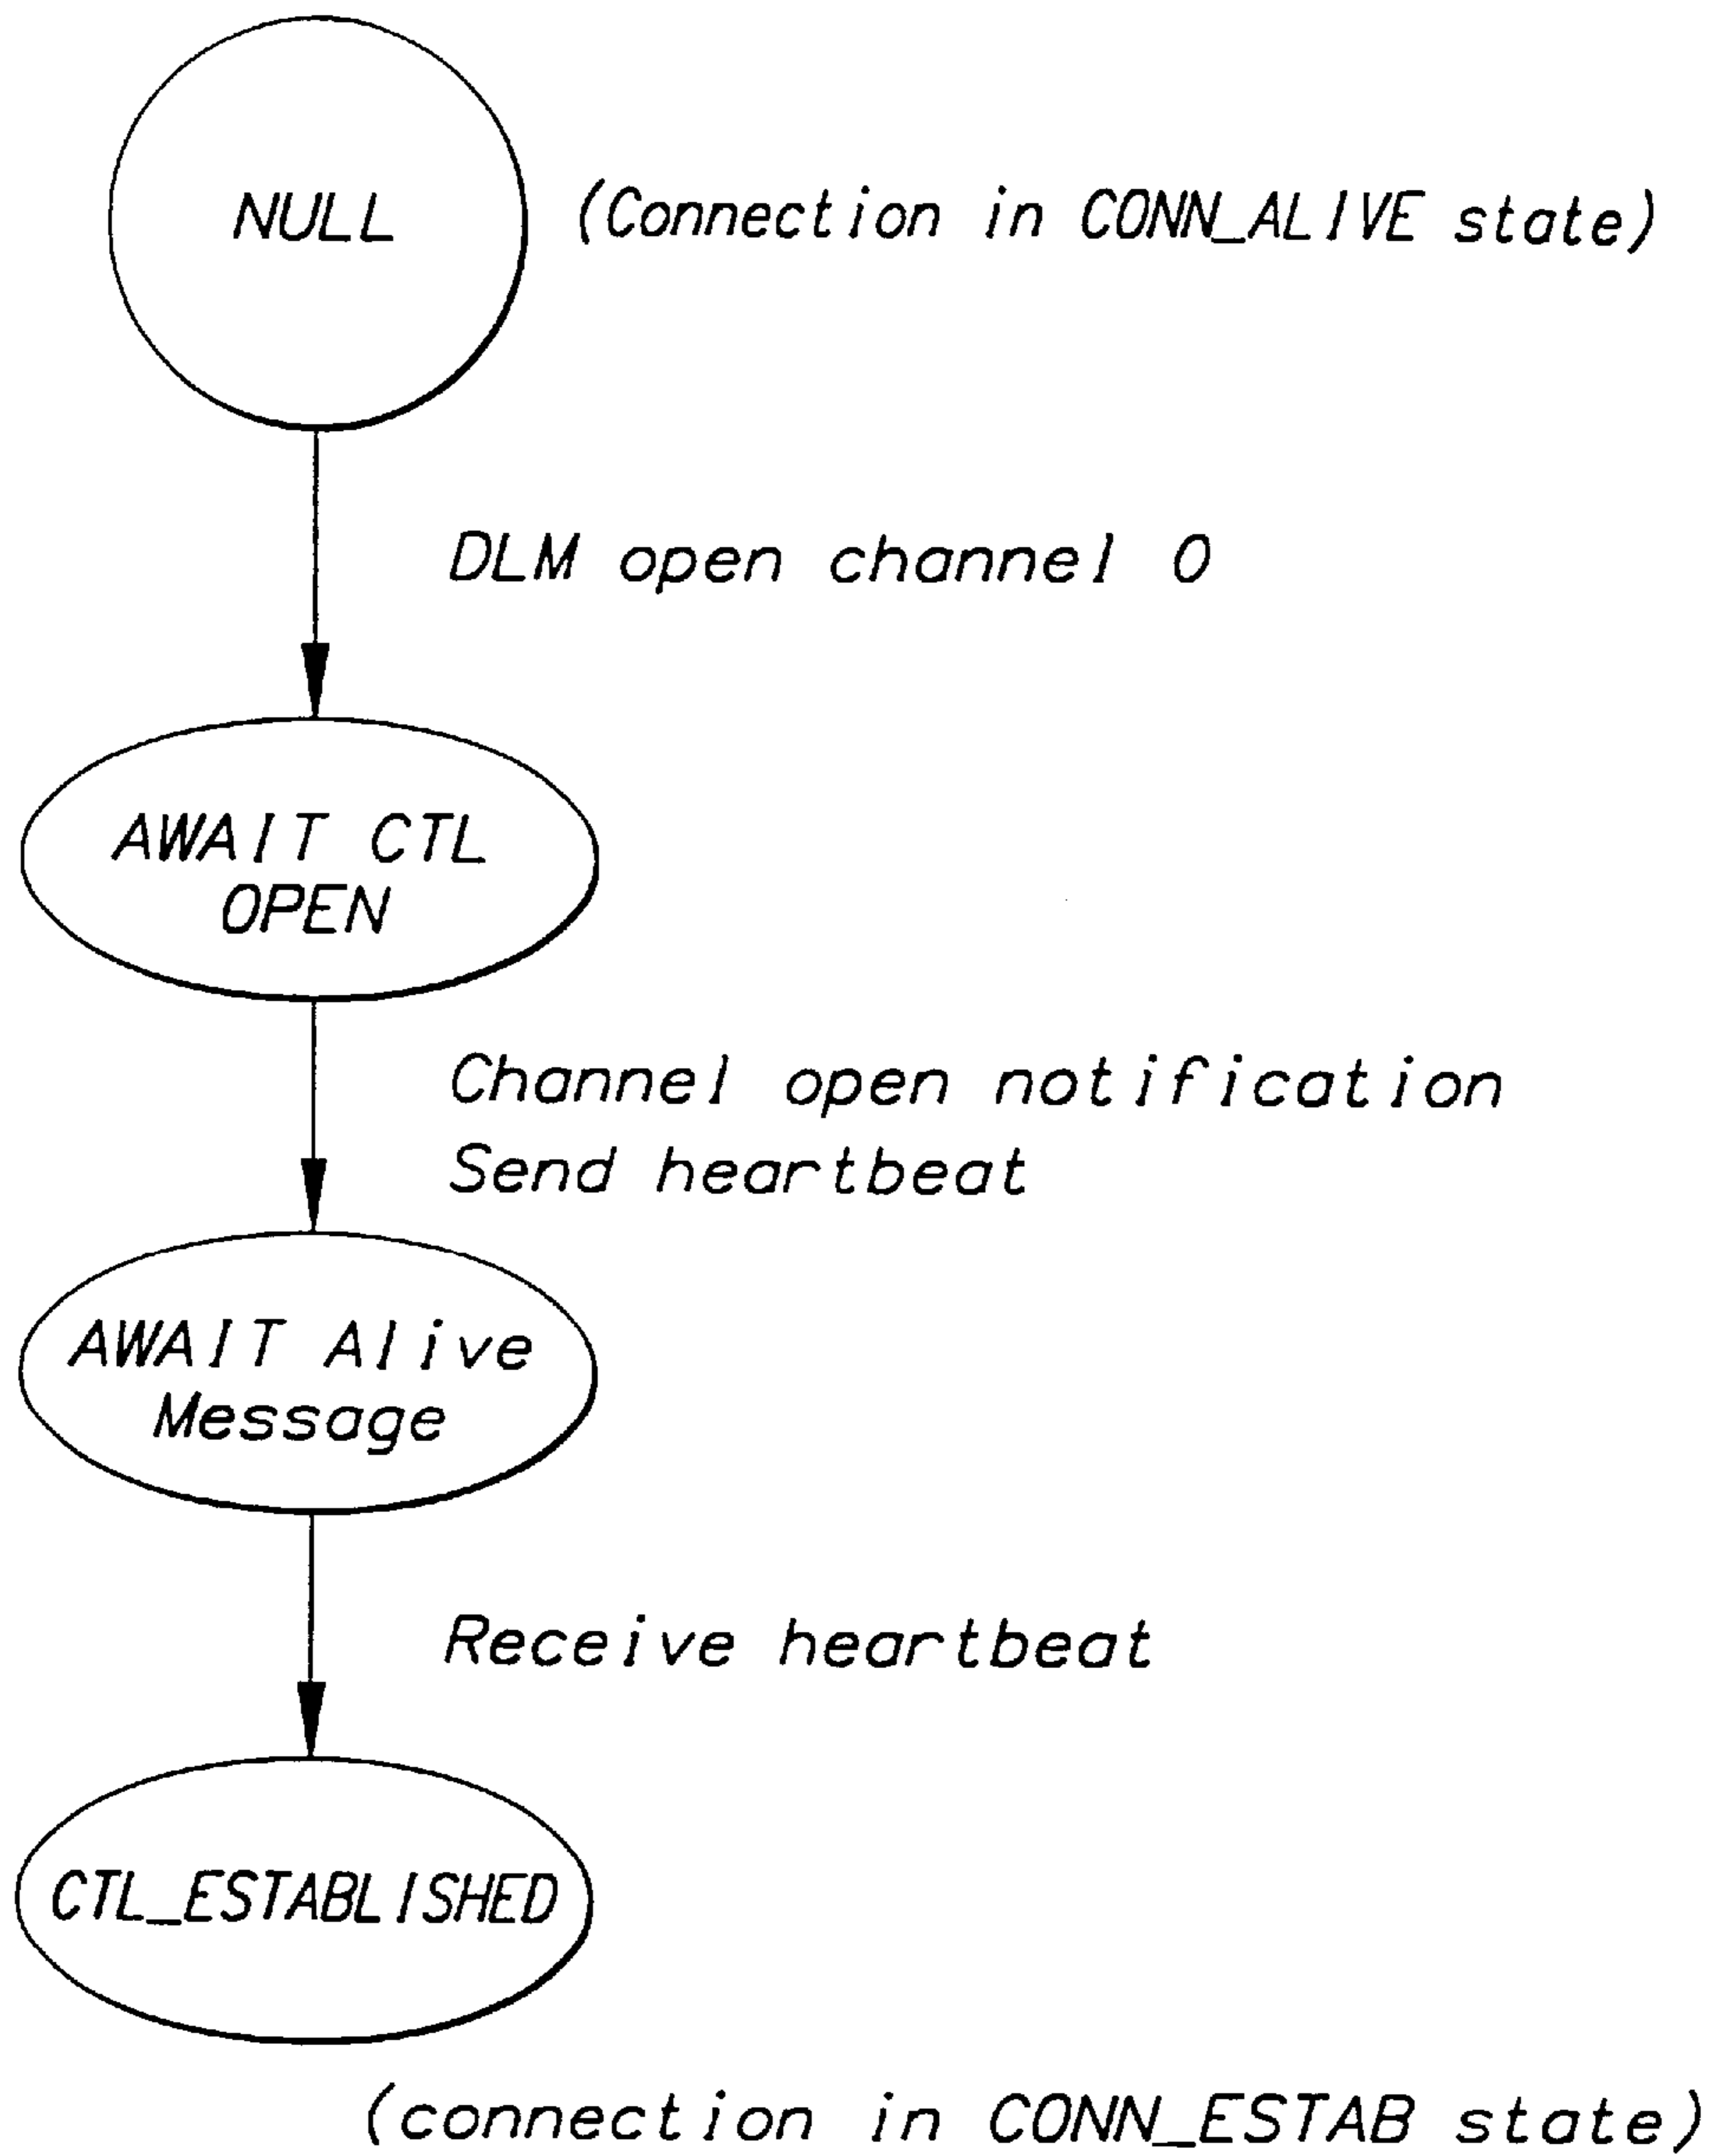 NULL
(Connection in CONN_ALIVE state)
DLM open channel 0
AWAIT CTL
OPEN
Channel open notification
Send heartbeat
AWAIT Alive
Message
Receive heartbeat
CTL_ESTABLISHED
(connection in CONN_ESTAB state)